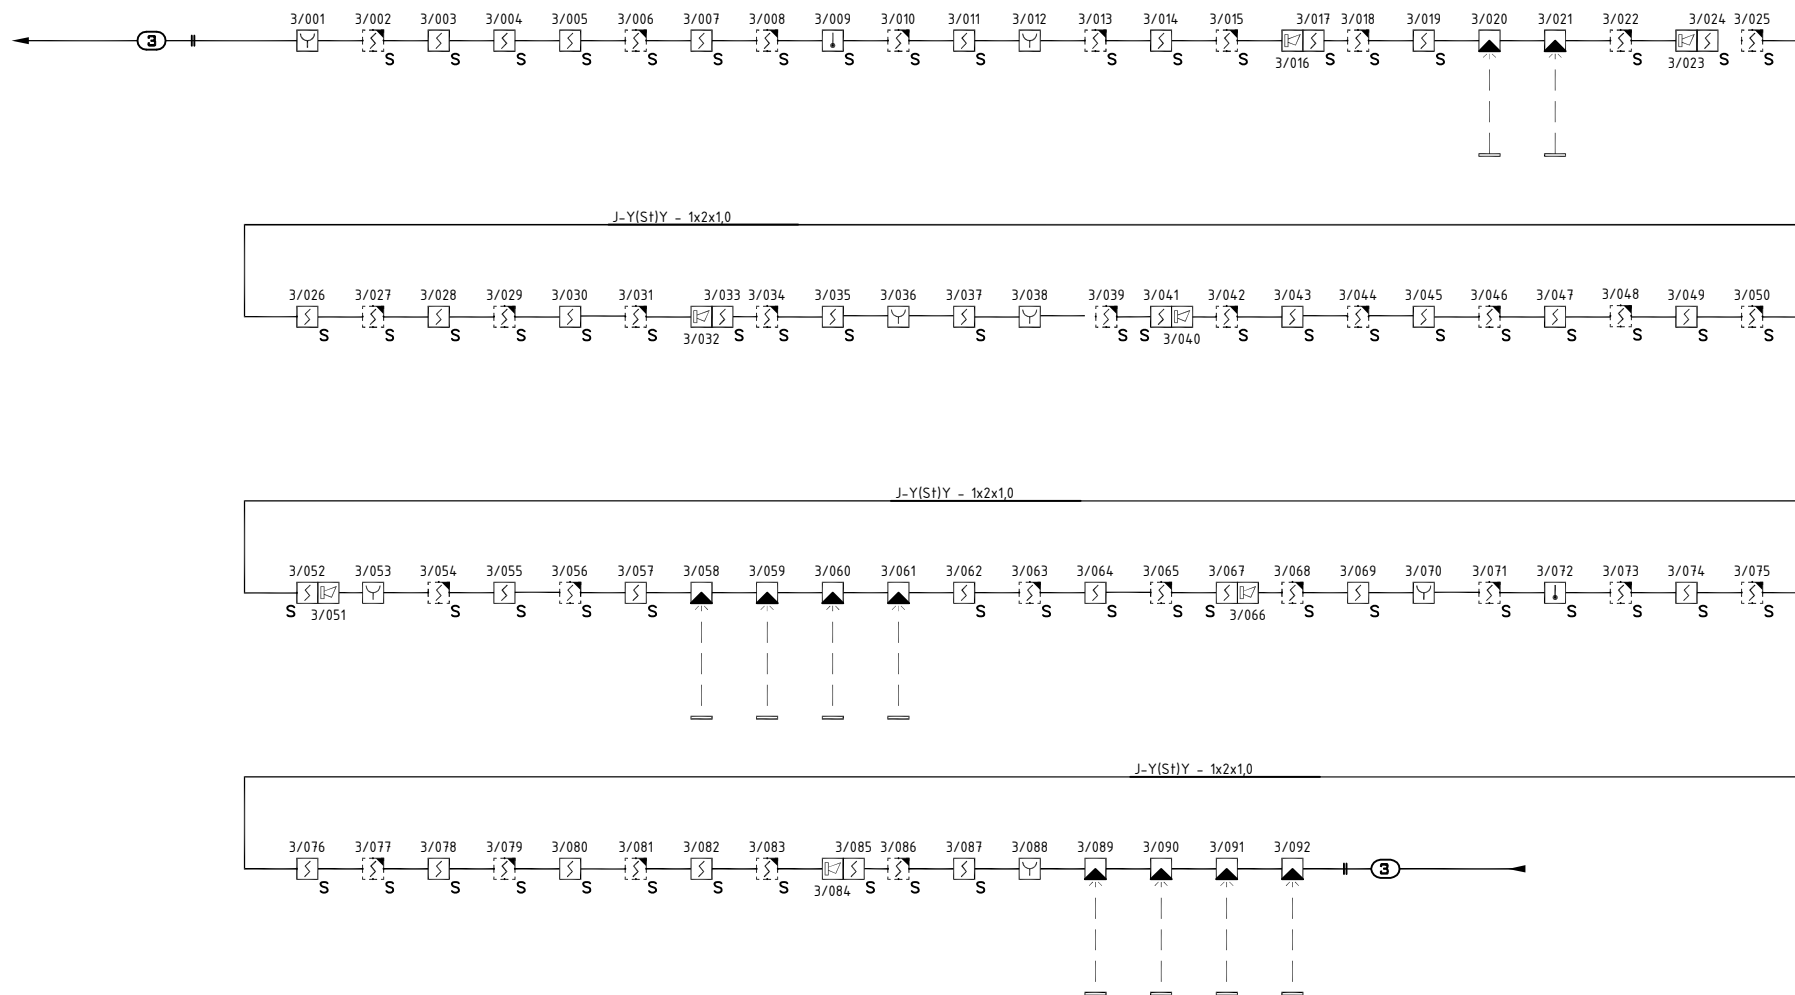 3/001 3/002 3/003 3/004 3/005 3/006 3/007 3/008 3/009 3/010 3/011 3/012 3/013 3/014 3/015 3/017 3/018 3/019 3/020 3/021 3/022 3/024 3/025
3
S S S S S S S S S S S S S S S S S S S
3/016 3/023
J-Y(St)Y - 1x2x1,0
3/026 3/027 3/028 3/029 3/030 3/031 3/033 3/034 3/035 3/036 3/037 3/038 3/039 3/041 3/042 3/043 3/044 3/045 3/046 3/047 3/048 3/049 3/050
S S S S S S S S S S S S S S S S S S S S S
3/032 3/040
J-Y(St)Y - 1x2x1,0
3/052 3/053 3/054 3/055 3/056 3/057 3/058 3/059 3/060 3/061 3/062 3/063 3/064 3/065 3/067 3/068 3/069 3/070 3/071 3/072 3/073 3/074 3/075
S S S S S S S S S S S S S S S S S
3/051 3/066
J-Y(St)Y - 1x2x1,0
3/076 3/077 3/078 3/079 3/080 3/081 3/082 3/083 3/085 3/086 3/087 3/088 3/089 3/090 3/091 3/092
3
S S S S S S S S S S S
3/084